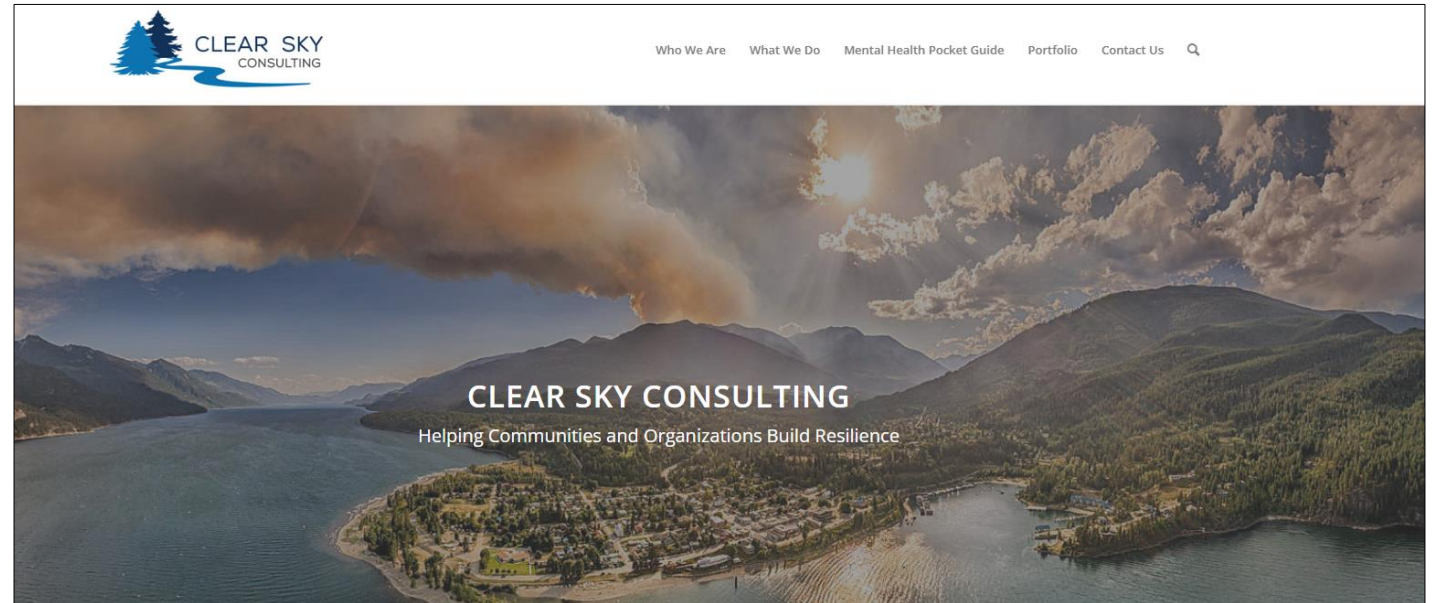 CLEAR SKY
CONSULTING
Who We Are What We Do Mental Health Pocket Guide Portfolio Contact Us
CLEAR SKY CONSULTING
Helping Communities and Organizations Build Resilience